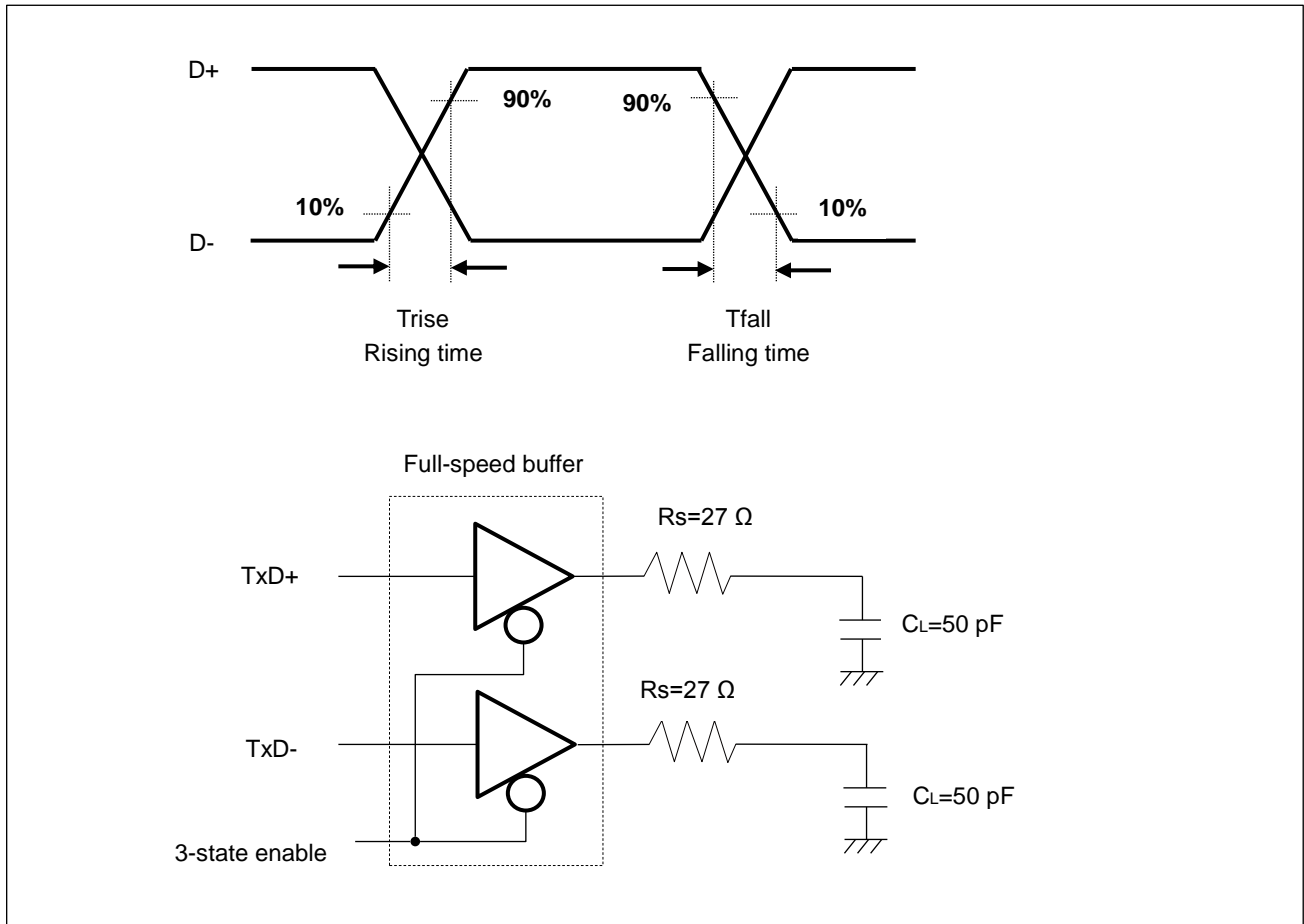 D+
90%
90%
10%
10%
D-
Trise
Rising time
Tfall
Falling time
Full-speed buffer
Rs=27 Ω
TxD+
CL=50 pF
Rs=27 Ω
TxD-
CL=50 pF
3-state enable